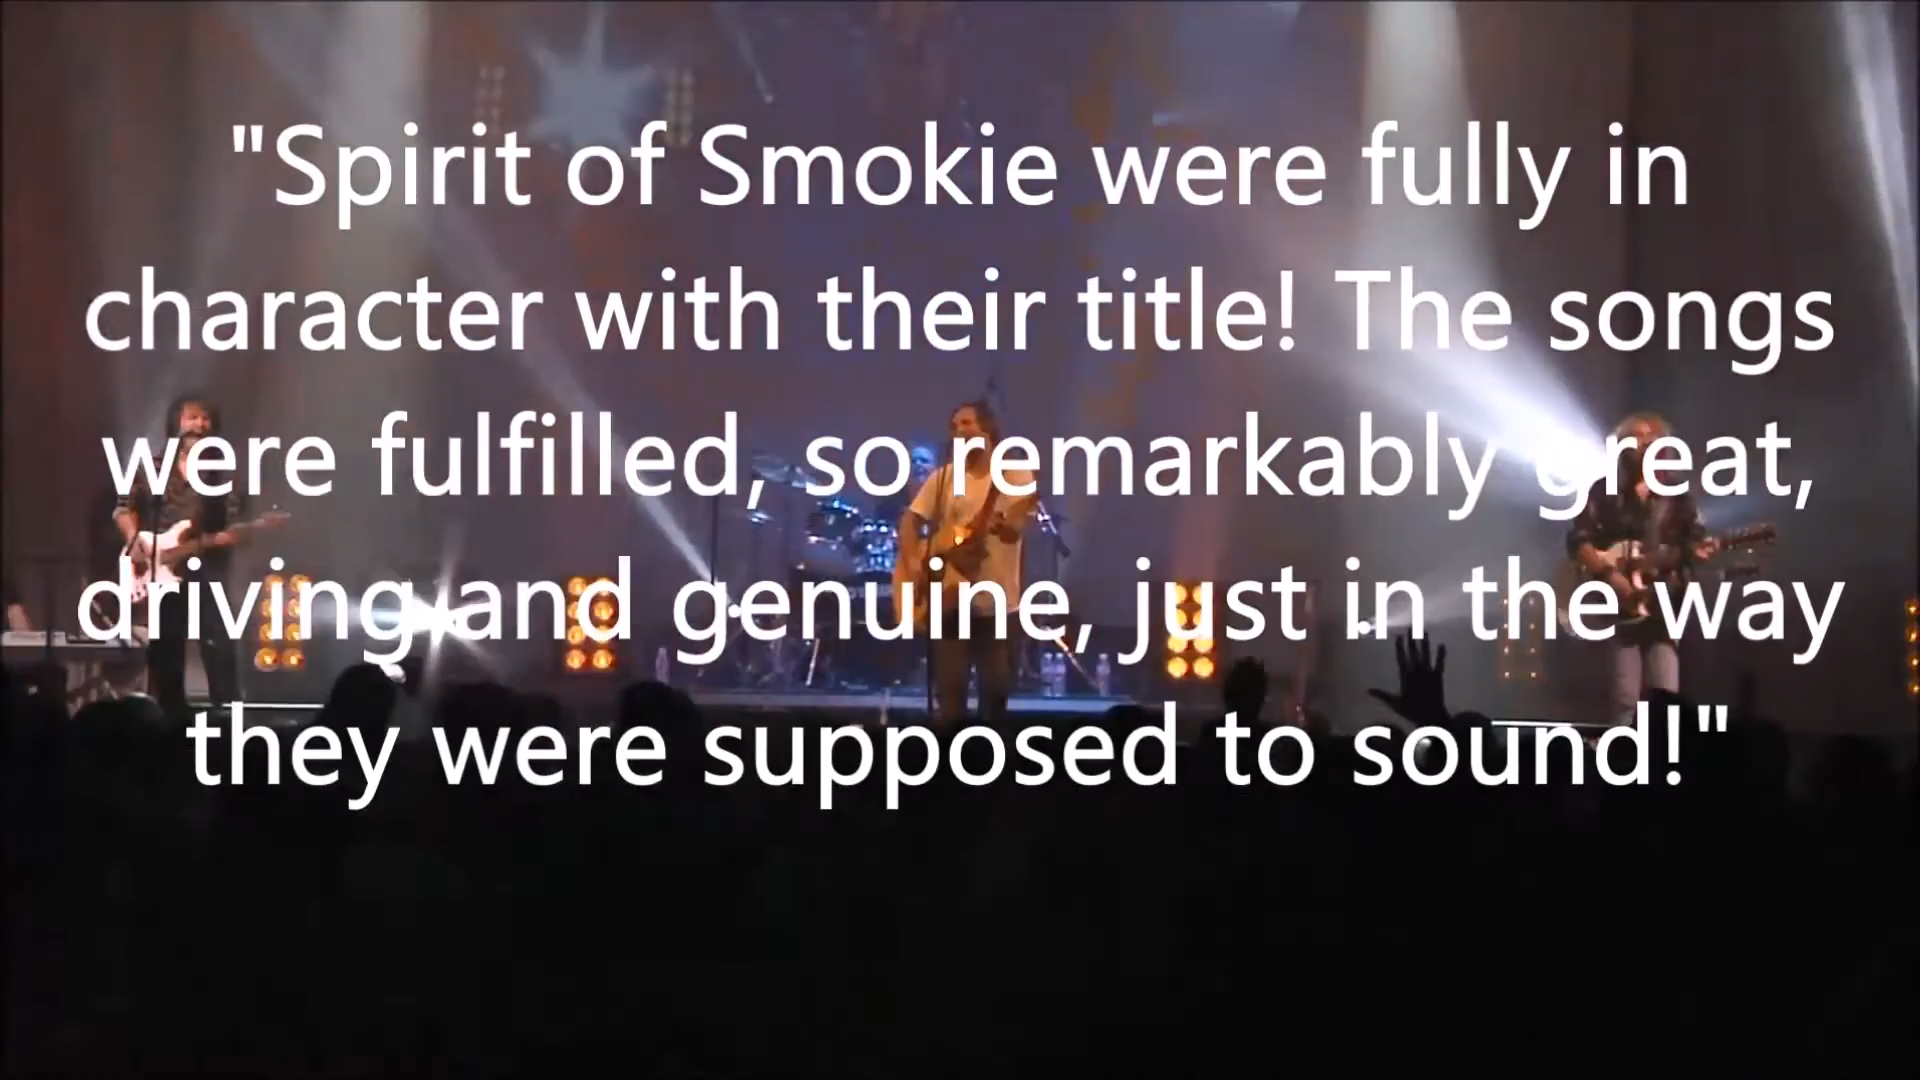 "Spirit of Smokie were fully in
character with their title! The songs
were fulfilled, so remarkably great,
driving and genuine, just in the way
they were supposed to sound!"